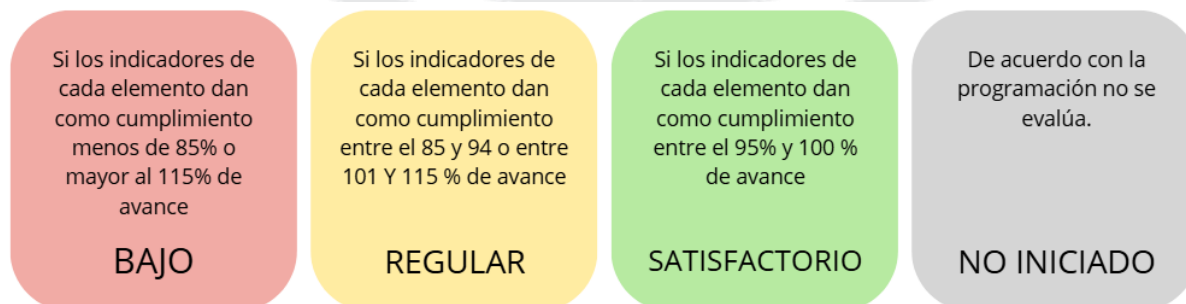 Si los indicadores de
cada elemento dan
como cumplimiento
menos de 85% o
mayor al 115% de
avance
BAJO
Si los indicadores de
cada elemento dan
como cumplimiento
entre el 85 y 94 o entre
101 Y 115 % de avance
REGULAR
Si los indicadores de
cada elemento dan
como cumplimiento
entre el 95% y 100 %
de avance
SATISFACTORIO
De acuerdo con la
programación no se
evalúa.
NO INICIADO